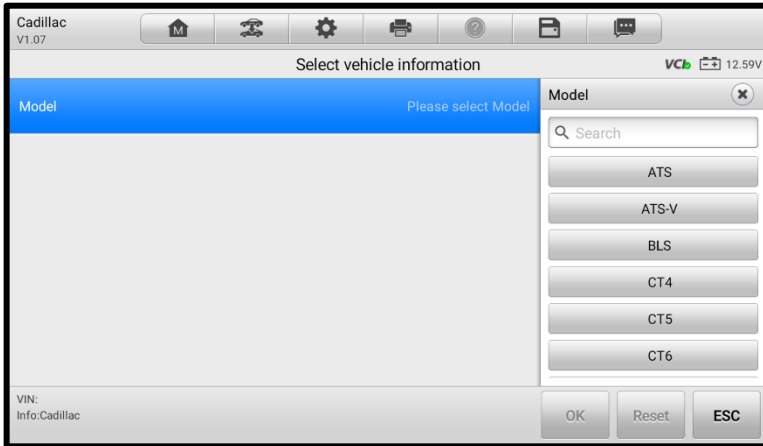 Cadillac
V1.07
M
Select vehicle information
VCI
12.59V
Model
Please select Model
Model
Search
ATS
ATS-V
BLS
CT4
CT5
CT6
VIN:
Info:Cadillac
OK
Reset
ESC